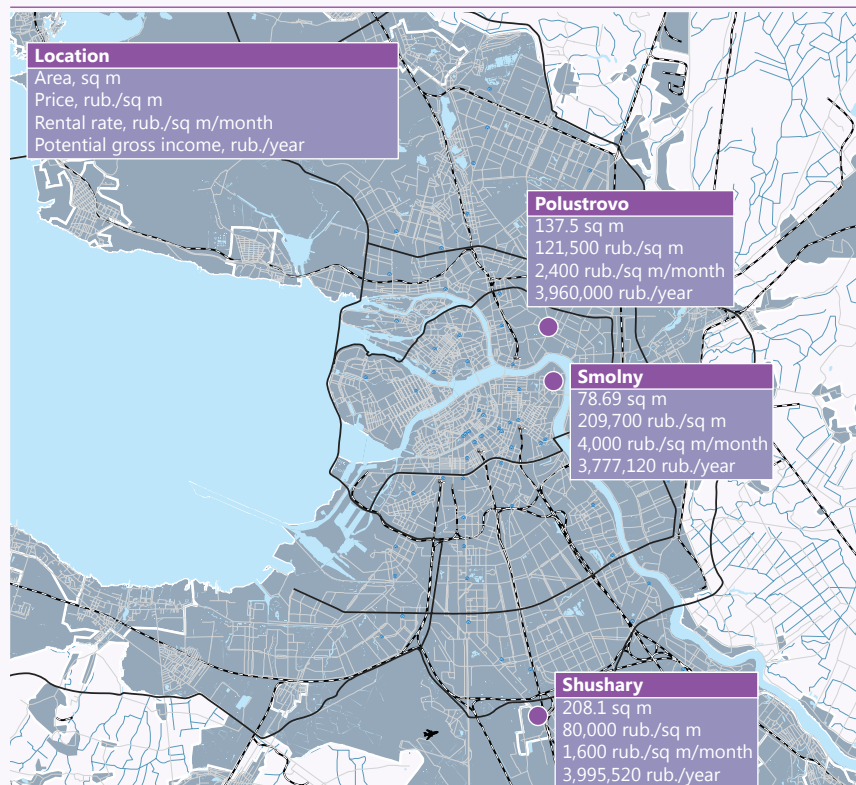 Location
Area, sq m
Price, rub./sq m
Rental rate, rub./sq m/month
Potential gross income, rub./year
Polustrovo
137.5 sq m
121,500 rub./sq m
2,400 rub./sq m/month
3,960,000 rub./year
Smolny
78.69 sq m
209,700 rub./sq m
4,000 rub./sq m/month
3,777,120 rub./year
Shushary
208.1 sq m
80,000 rub./sq m
1,600 rub./sq m/month
3,995,520 rub./year